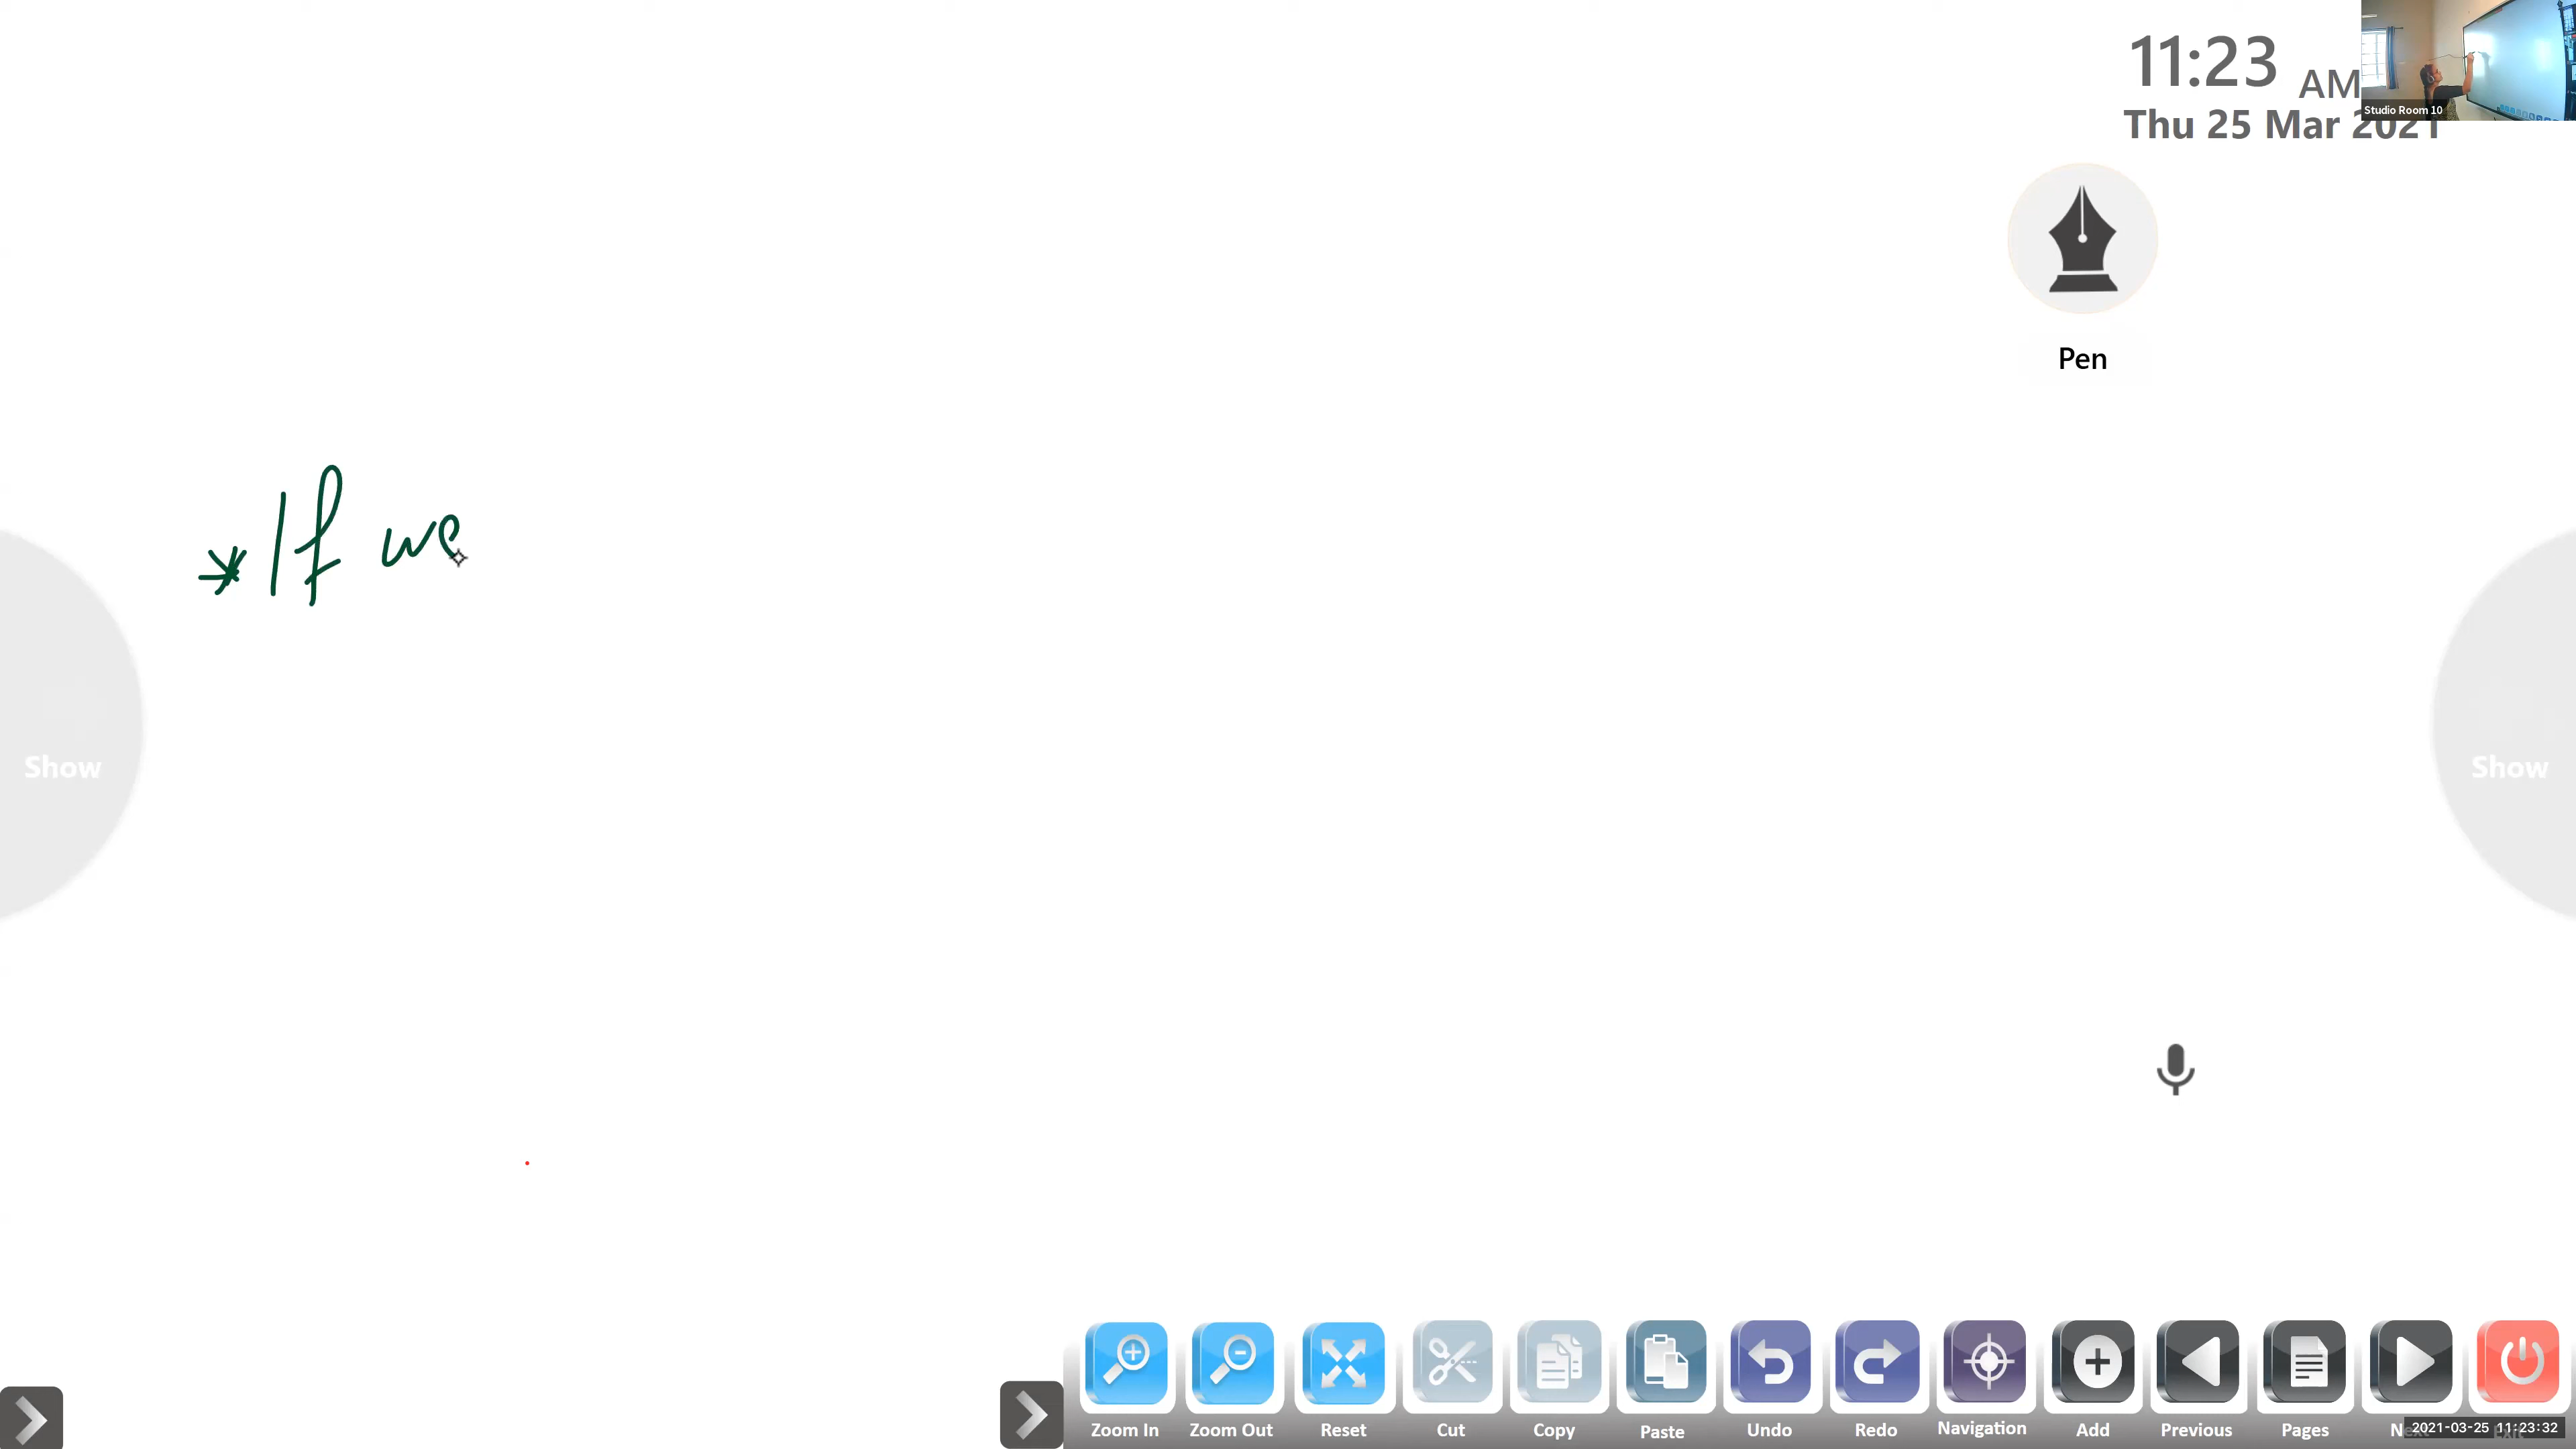 11:23 AM
Studio Room 10
Thu 25 Mar 2021
Pen
*If we
Show
Show
Zoom In Zoom Out Reset Cut Copy Paste Undo Redo Navigation Add Previous Pages
2021-03-25 11:23:32